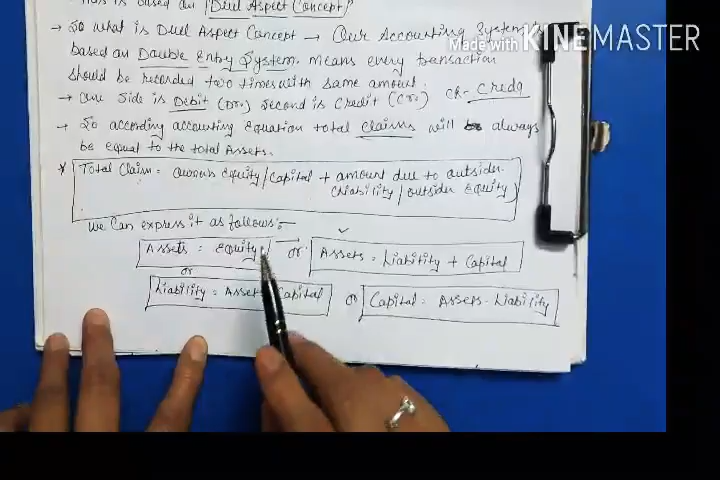 This is based on "Duel Aspect Concept"
→ So what is Duel Aspect Concept → Our Accounting System is
Made with KINEMASTER
based on Double Entry System. means every transaction
should be recorded two times with same amount.
→ one side is Debit (Dr.) second is Credit (Cr.) Cr- Credq
→ So according accounting Equation total claims will always
be equal to the total Assets.
* Total Claim = owners Equity/Capital + amount due to outsider
(liability/outsider Equity)
We Can express it as follows:-
Assets = Equity or Assets = Liability + Capital
or
Liability = Assets - Capital or Capital = Assets - Liability